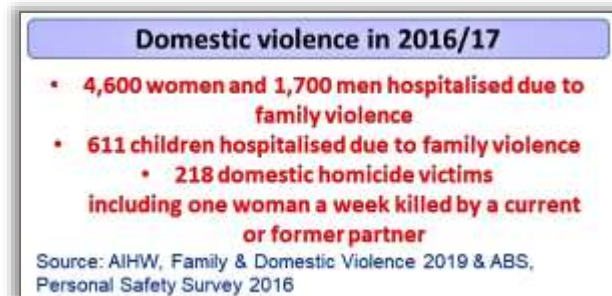 Domestic violence in 2016/17
• 4,600 women and 1,700 men hospitalised due to
family violence
• 611 children hospitalised due to family violence
• 218 domestic homicide victims
including one woman a week killed by a current
or former partner
Source: AIHW, Family & Domestic Violence 2019 & ABS,
Personal Safety Survey 2016